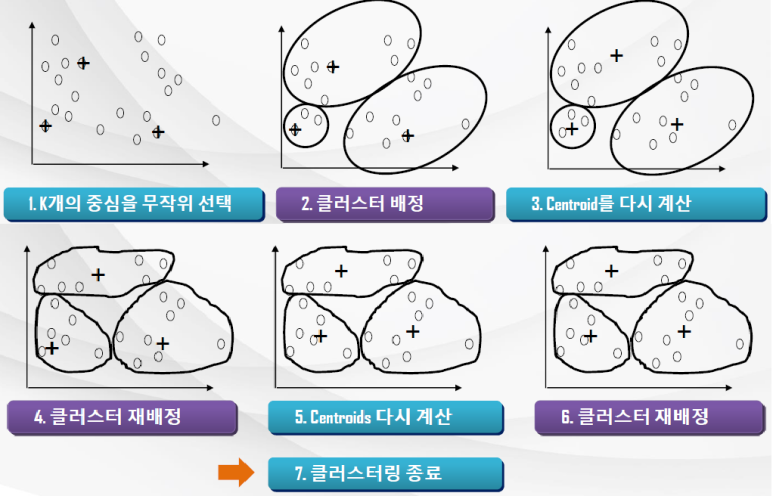 1. K개의 중심을 무작위 선택
2. 클러스터 배정
3. Centroid를 다시 계산
4. 클러스터 재배정
5. Centroids 다시 계산
6. 클러스터 재배정
7. 클러스터링 종료